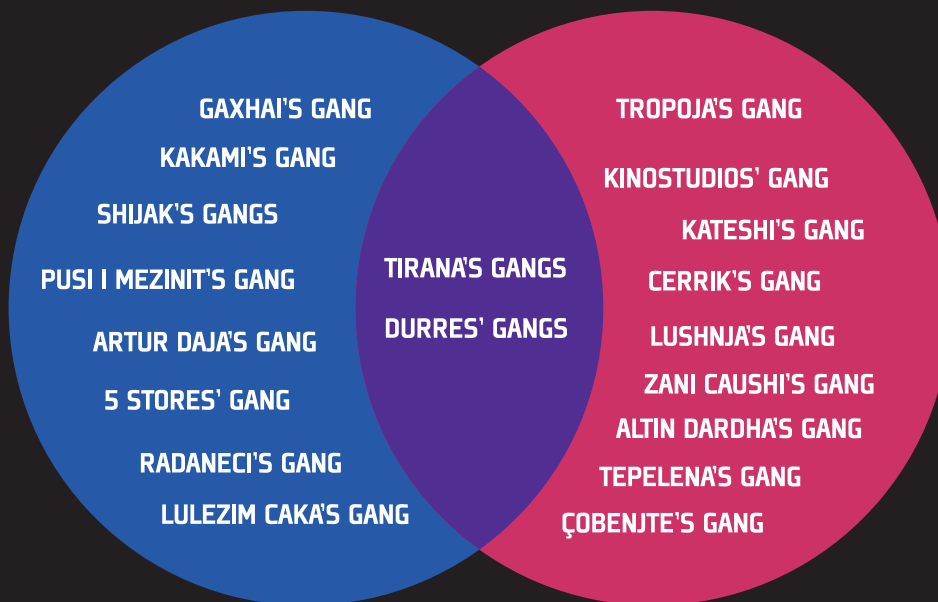 GAXHAI'S GANG
KAKAMI'S GANG
SHIJAK'S GANGS
PUSI I MEZINIT'S GANG
ARTUR DAJA'S GANG
5 STORES' GANG
RADANECI'S GANG
LULEZIM CAKA'S GANG
TIRANA'S GANGS
DURRES' GANGS
TROPOJA'S GANG
KINOSTUDIOS' GANG
KATESHI'S GANG
CERRIK'S GANG
LUSHNJA'S GANG
ZANI CAUSHI'S GANG
ALTIN DARDHA'S GANG
TEPELENA'S GANG
ÇOBENJTE'S GANG